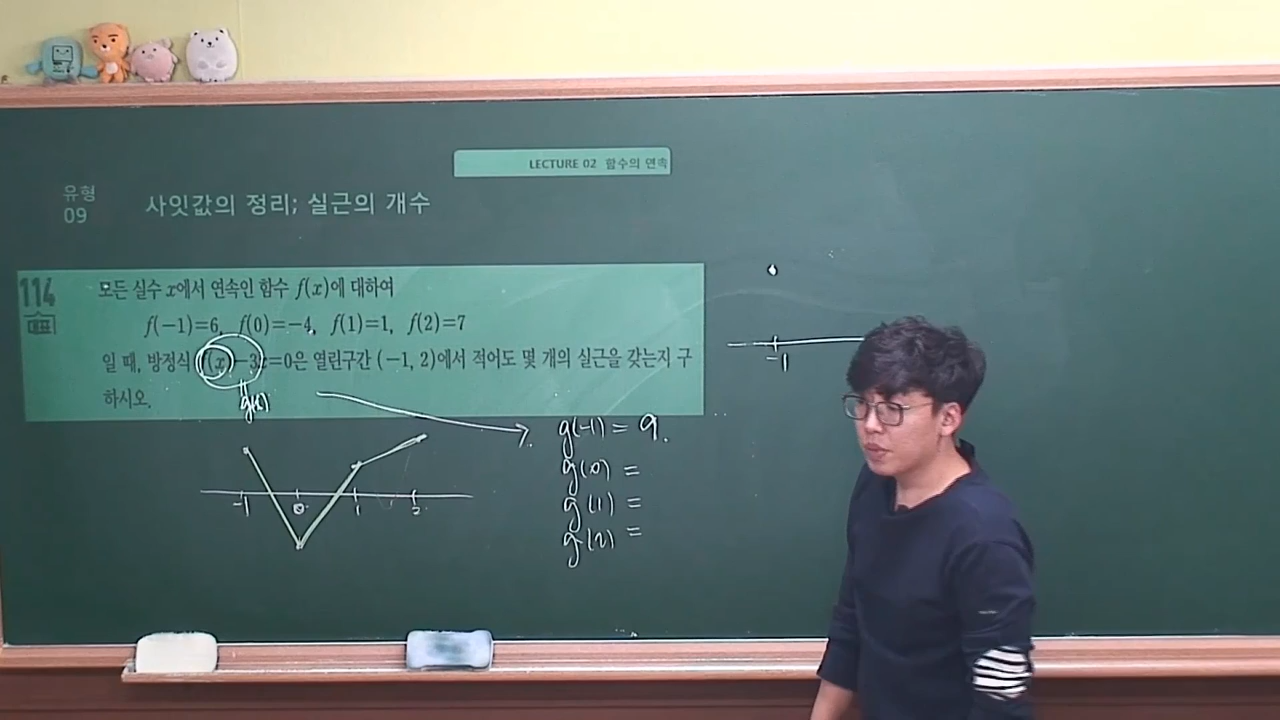 LECTURE 02 함수의 연속
유형
09
사잇값의 정리; 실근의 개수
114
대표
모든 실수 x에서 연속인 함수 f(x)에 대하여
f(-1)=6, f(0)=-4, f(1)=1, f(2)=7
일 때, 방정식 f(x)-3x=0은 열린구간 (-1, 2)에서 적어도 몇 개의 실근을 갖는지 구
하시오.
g(x)
g(-1) = 9.
g(0) =
g(1) =
g(2) =
-1 0 1 2
-1